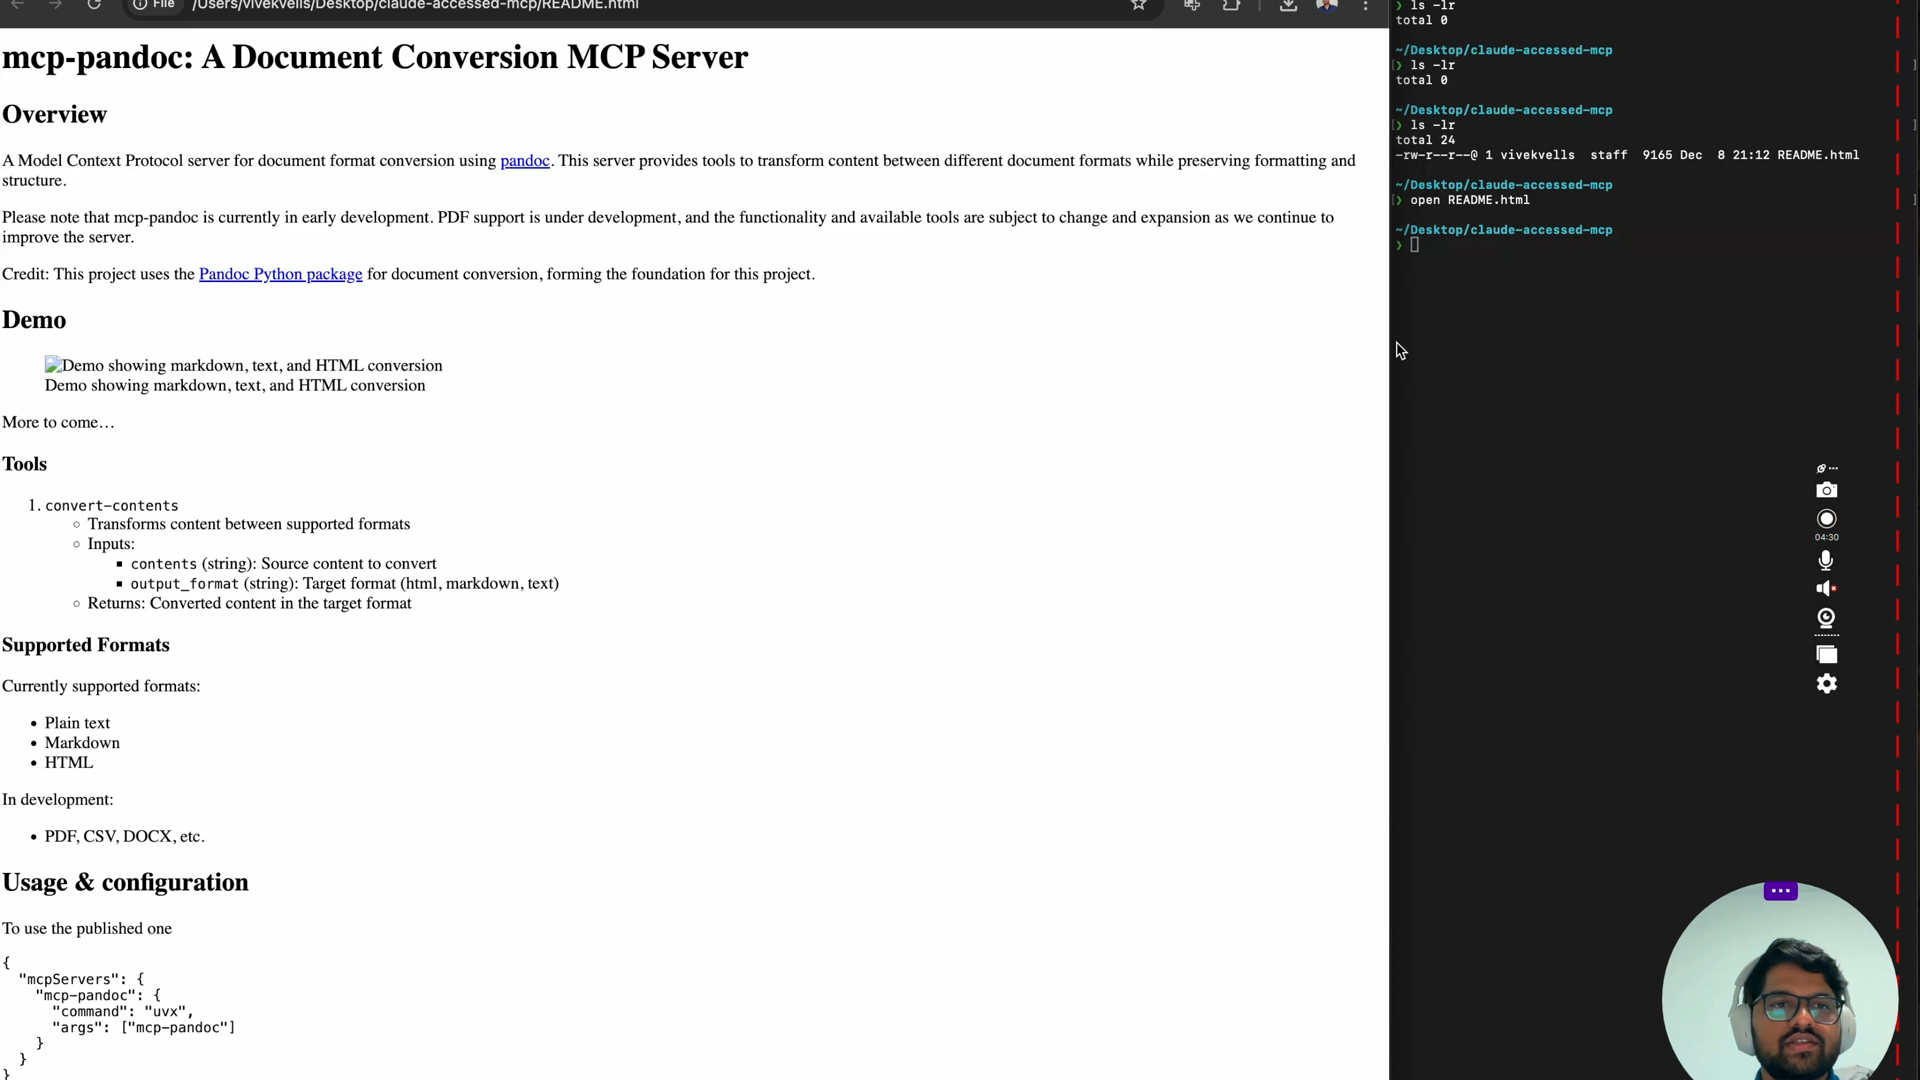 File
/Users/vivekvells/Desktop/claude-accessed-mcp/README.html
mcp-pandoc: A Document Conversion MCP Server
Overview
A Model Context Protocol server for document format conversion using pandoc. This server provides tools to transform content between different document formats while preserving formatting and
structure.
Please note that mcp-pandoc is currently in early development. PDF support is under development, and the functionality and available tools are subject to change and expansion as we continue to
improve the server.
Credit: This project uses the Pandoc Python package for document conversion, forming the foundation for this project.
Demo
Demo showing markdown, text, and HTML conversion
Demo showing markdown, text, and HTML conversion
More to come…
Tools
1. convert-contents
Transforms content between supported formats
Inputs:
contents (string): Source content to convert
output_format (string): Target format (html, markdown, text)
Returns: Converted content in the target format
Supported Formats
Currently supported formats:
Plain text
Markdown
HTML
In development:
PDF, CSV, DOCX, etc.
Usage & configuration
To use the published one
{
"mcpServers": {
"mcp-pandoc": {
"command": "uvx",
"args": ["mcp-pandoc"]
}
}
}
❯ ls -lr
total 0
~/Desktop/claude-accessed-mcp
❯ ls -lr
total 0
~/Desktop/claude-accessed-mcp
❯ ls -lr
total 24
-rw-r--r--@ 1 vivekvells staff 9165 Dec 8 21:12 README.html
~/Desktop/claude-accessed-mcp
❯ open README.html
~/Desktop/claude-accessed-mcp
❯
04:30